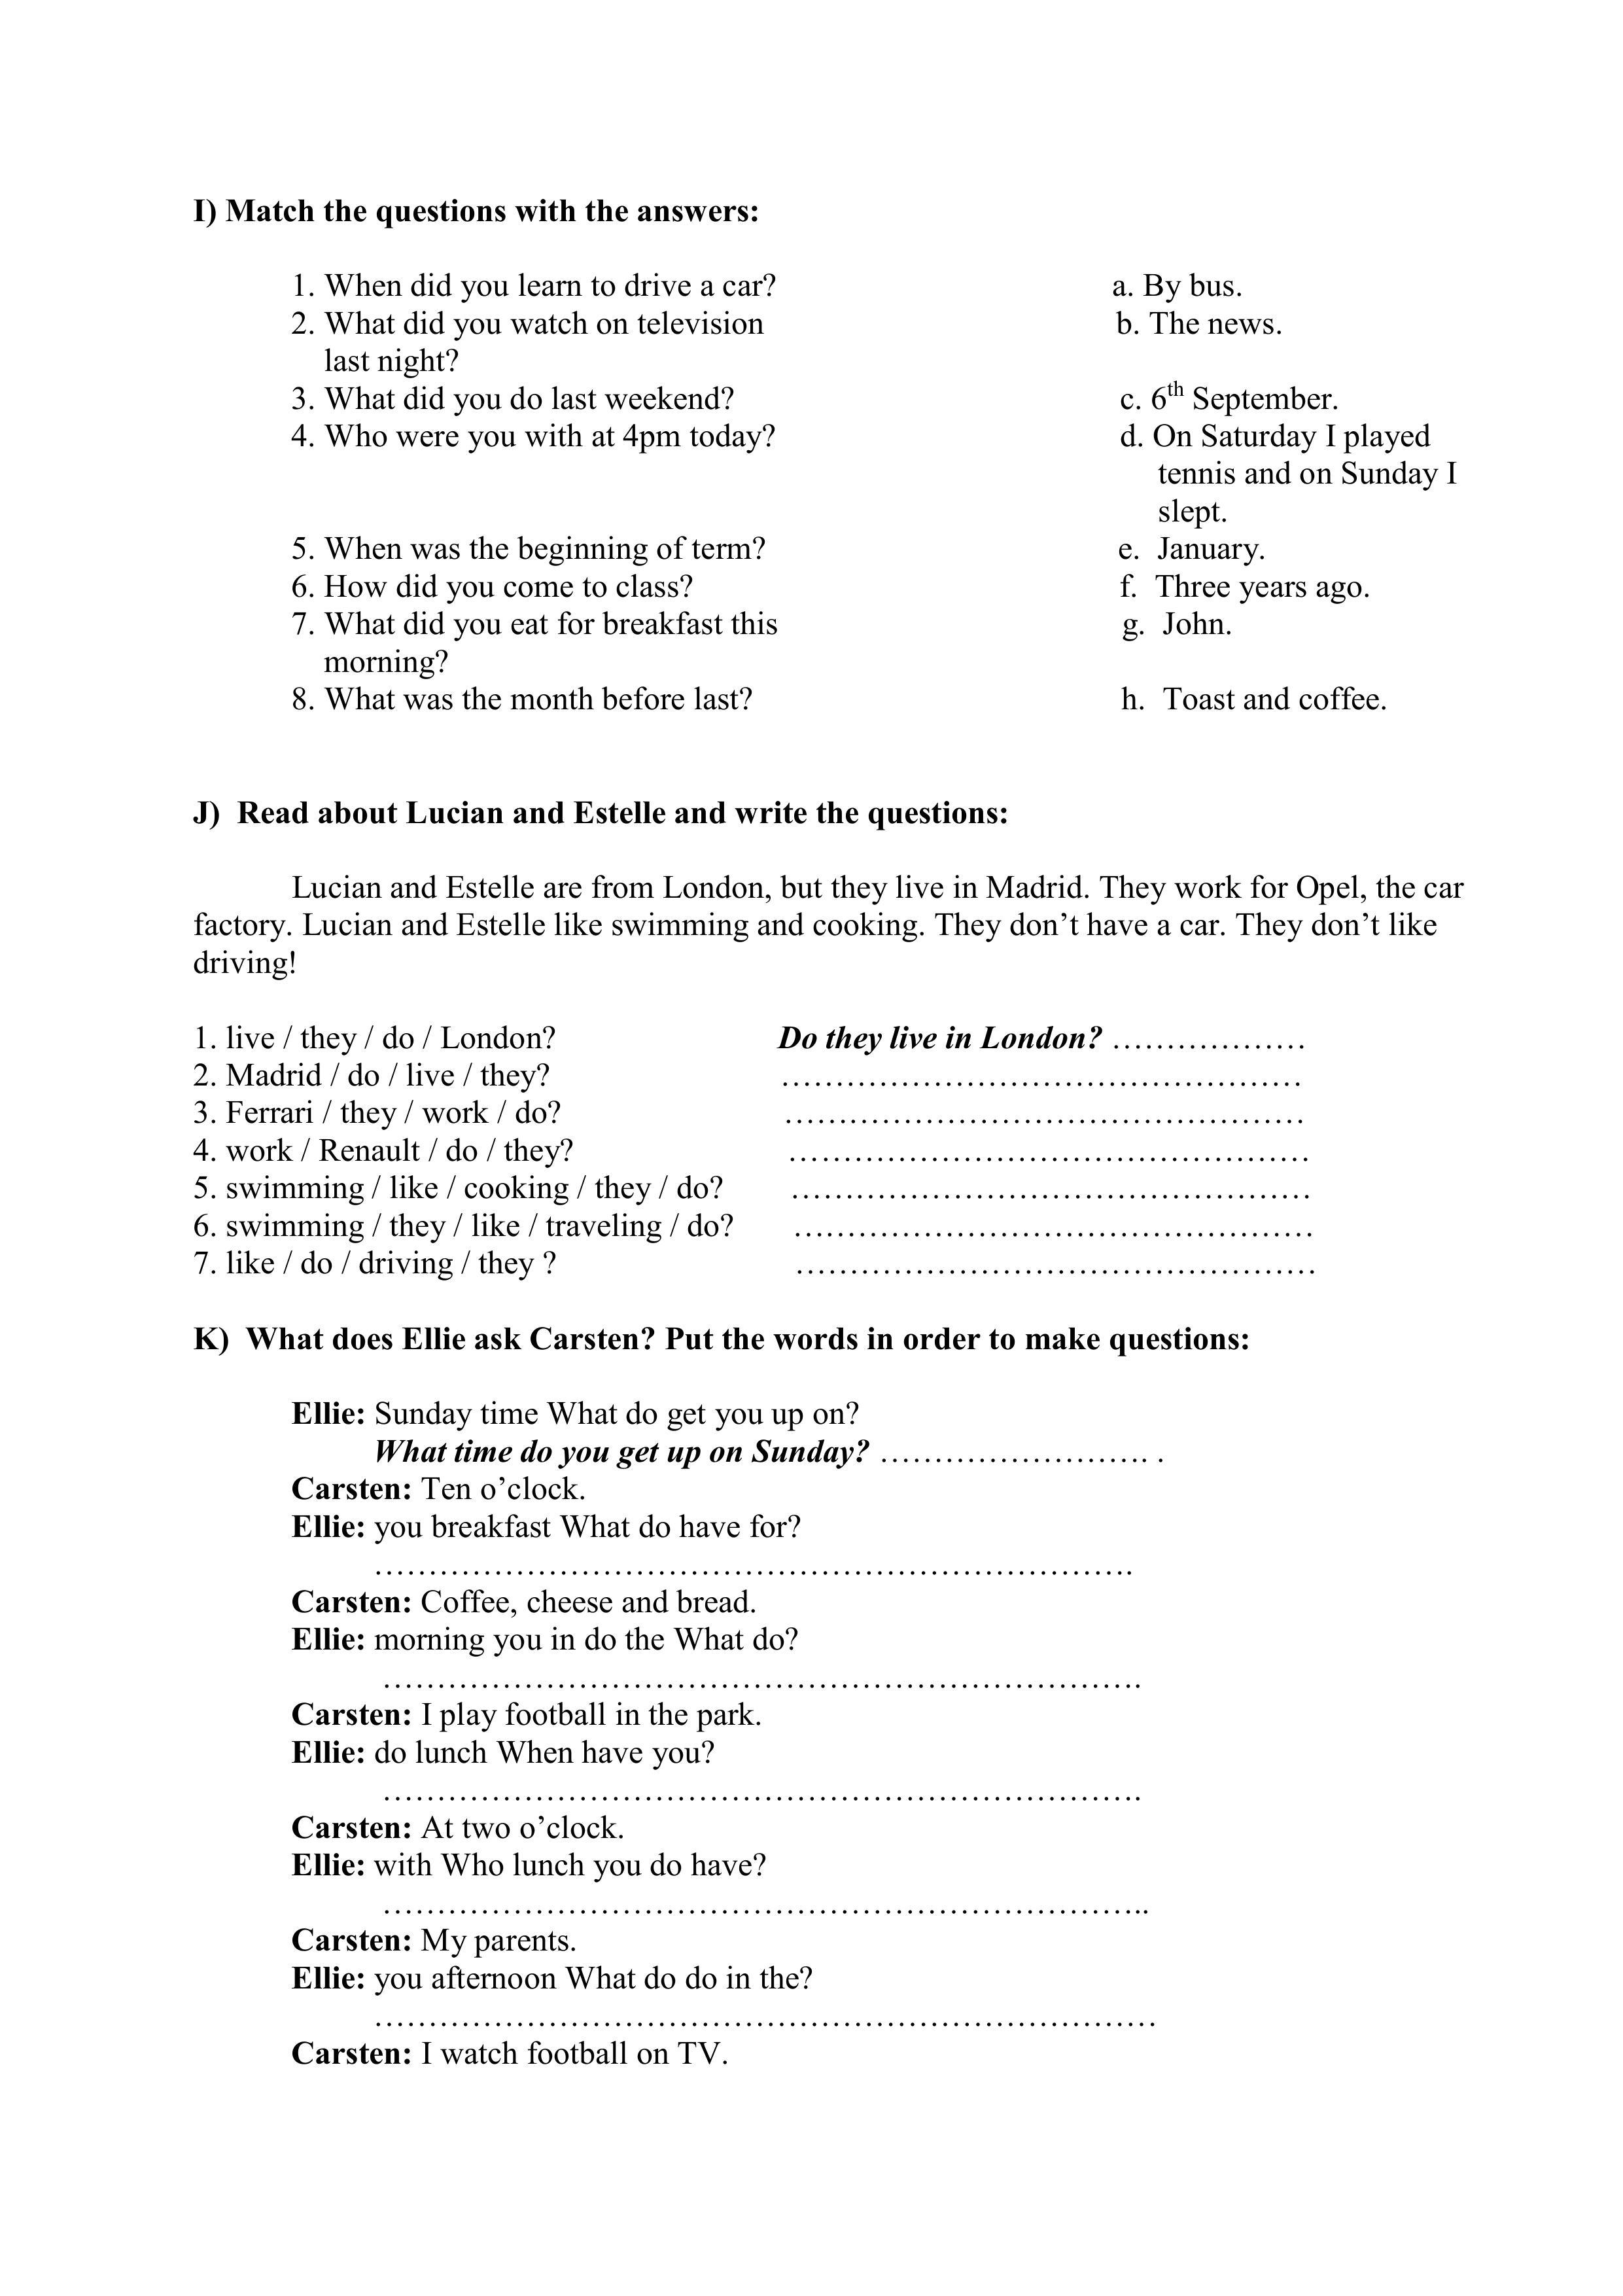 I) Match the questions with the answers:
1. When did you learn to drive a car? a. By bus.
2. What did you watch on television b. The news.
last night?
3. What did you do last weekend? c. 6th September.
4. Who were you with at 4pm today? d. On Saturday I played
tennis and on Sunday I
slept.
5. When was the beginning of term? e. January.
6. How did you come to class? f. Three years ago.
7. What did you eat for breakfast this g. John.
morning?
8. What was the month before last? h. Toast and coffee.
J) Read about Lucian and Estelle and write the questions:
Lucian and Estelle are from London, but they live in Madrid. They work for Opel, the car
factory. Lucian and Estelle like swimming and cooking. They don’t have a car. They don’t like
driving!
1. live / they / do / London? Do they live in London? ………………
2. Madrid / do / live / they? …………………………………………
3. Ferrari / they / work / do? …………………………………………
4. work / Renault / do / they? …………………………………………
5. swimming / like / cooking / they / do? …………………………………………
6. swimming / they / like / traveling / do? …………………………………………
7. like / do / driving / they ? …………………………………………
K) What does Ellie ask Carsten? Put the words in order to make questions:
Ellie: Sunday time What do get you up on?
What time do you get up on Sunday? ……………………. .
Carsten: Ten o’clock.
Ellie: you breakfast What do have for?
…………………………………………………………….
Carsten: Coffee, cheese and bread.
Ellie: morning you in do the What do?
…………………………………………………………….
Carsten: I play football in the park.
Ellie: do lunch When have you?
…………………………………………………………….
Carsten: At two o’clock.
Ellie: with Who lunch you do have?
……………………………………………………………..
Carsten: My parents.
Ellie: you afternoon What do do in the?
………………………………………………………………
Carsten: I watch football on TV.